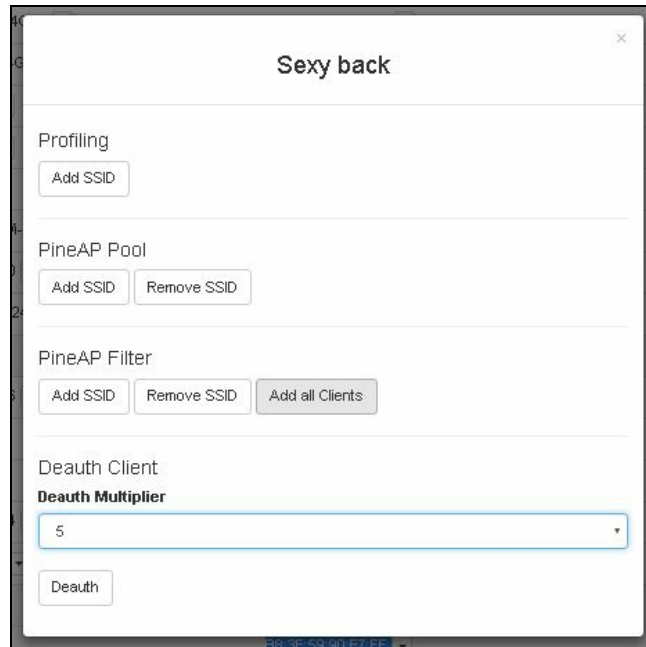 ×
Sexy back
Profiling
Add SSID
PineAP Pool
Add SSID Remove SSID
PineAP Filter
Add SSID Remove SSID Add all Clients
Deauth Client
Deauth Multiplier
5
Deauth